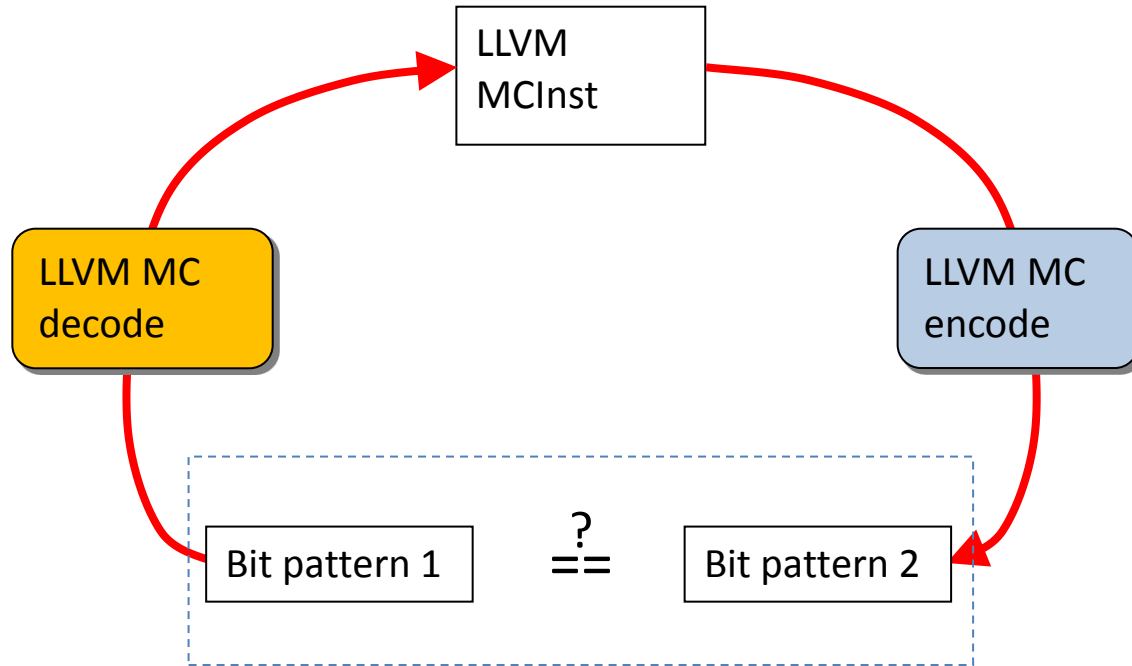 LLVM
MCInst
LLVM MC
decode
LLVM MC
encode
?
Bit pattern 1
==
Bit pattern 2